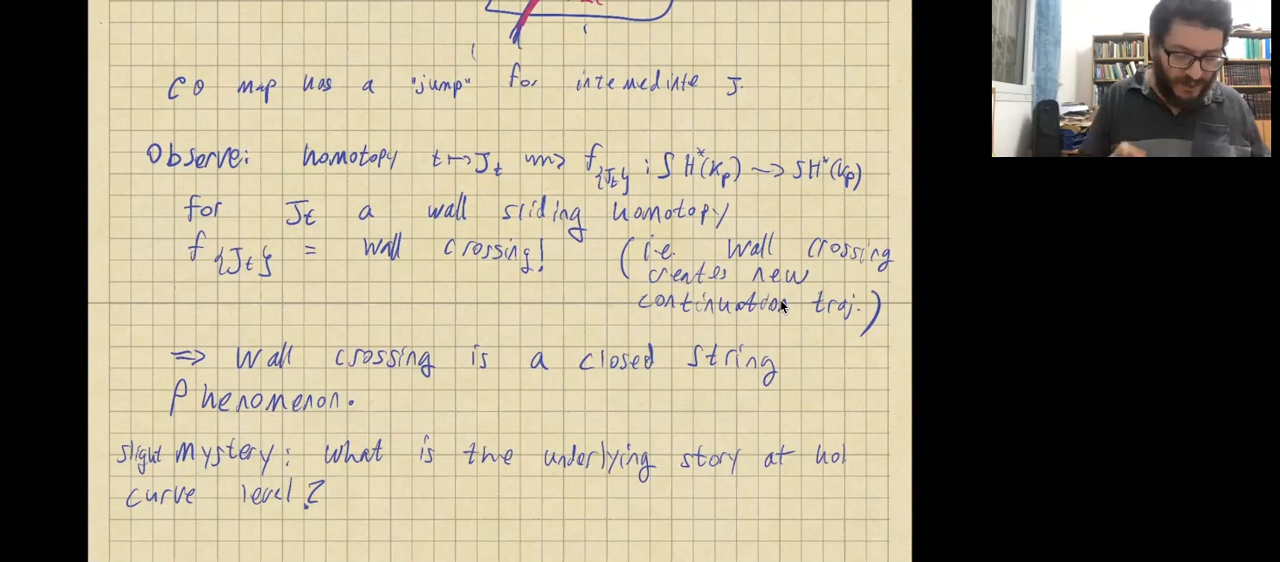 CO map has a "jump" for intermediate J.
Observe: homotopy t ↦ J_t ⟿ f_{{J_t}} : SH*(K_p) → SH*(K_p)
for J_t a wall sliding homotopy
f_{{J_t}} = wall crossing! (i.e. wall crossing
creates new
continuation traj.)
⇒ Wall crossing is a closed string
Phenomenon.
slight Mystery: What is the underlying story at hol
curve level?